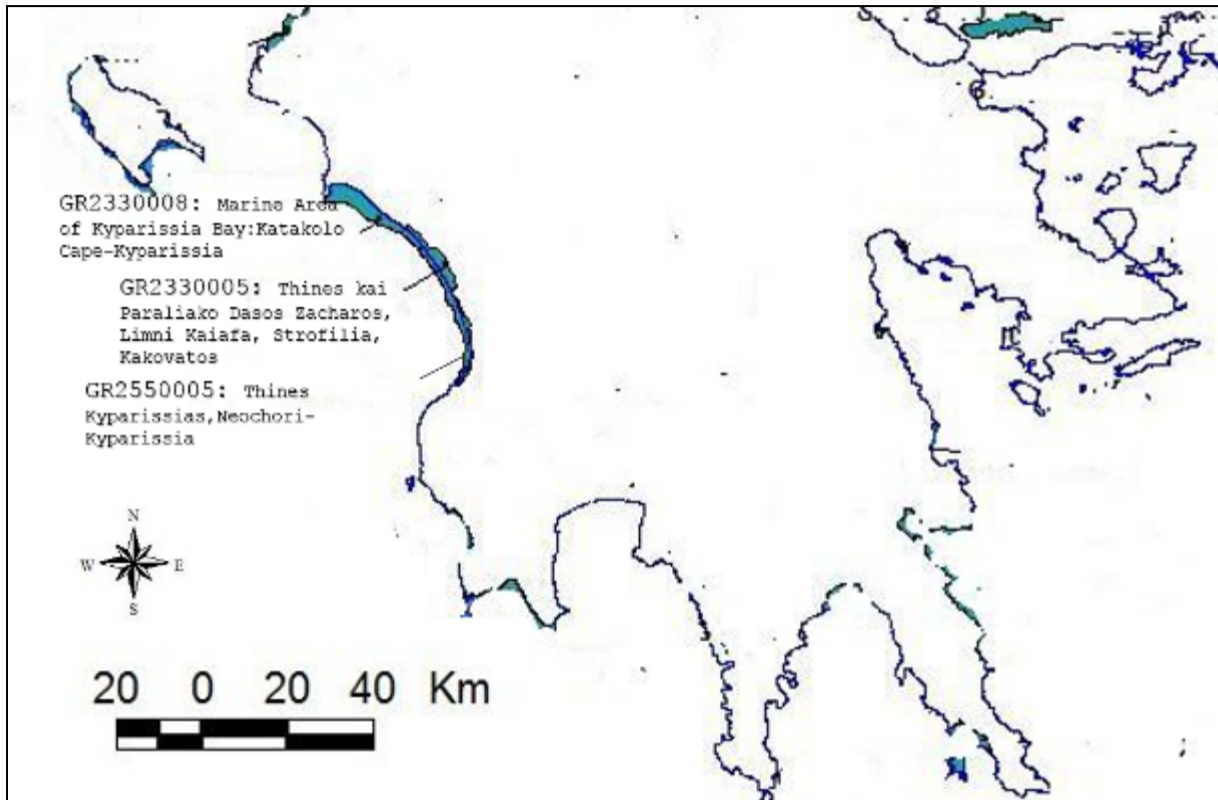 GR2330008: Marine Area
of Kyparissia Bay:Katakolo
Cape-Kyparissia
GR2330005: Thines kai
Paraliako Dasos Zacharos,
Limni Kaiafa, Strofilia,
Kakovatos
GR2550005: Thines
Kyparissias,Neochori-
Kyparissia
N
W E
S
20 0 20 40 Km